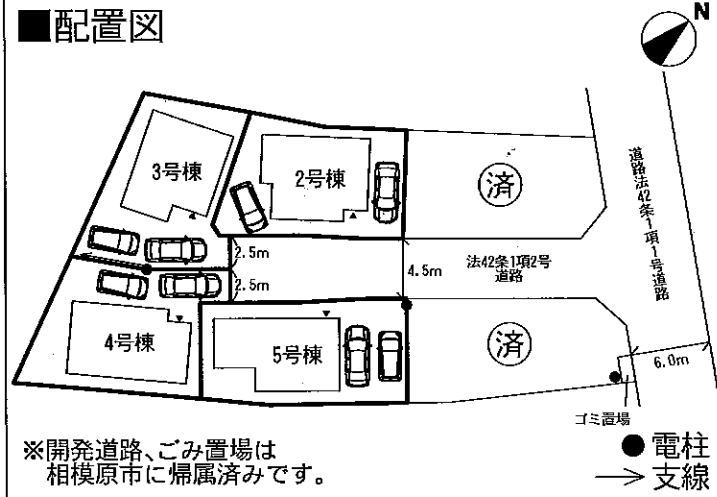 ■配置図
N
3号棟
2号棟
済
道路法42条1項1号道路
2.5m
4.5m
法42条1項2号
道路
2.5m
4号棟
5号棟
済
6.0m
ゴミ置場
※開発道路、ごみ置場は
相模原市に帰属済みです。
●電柱
→支線